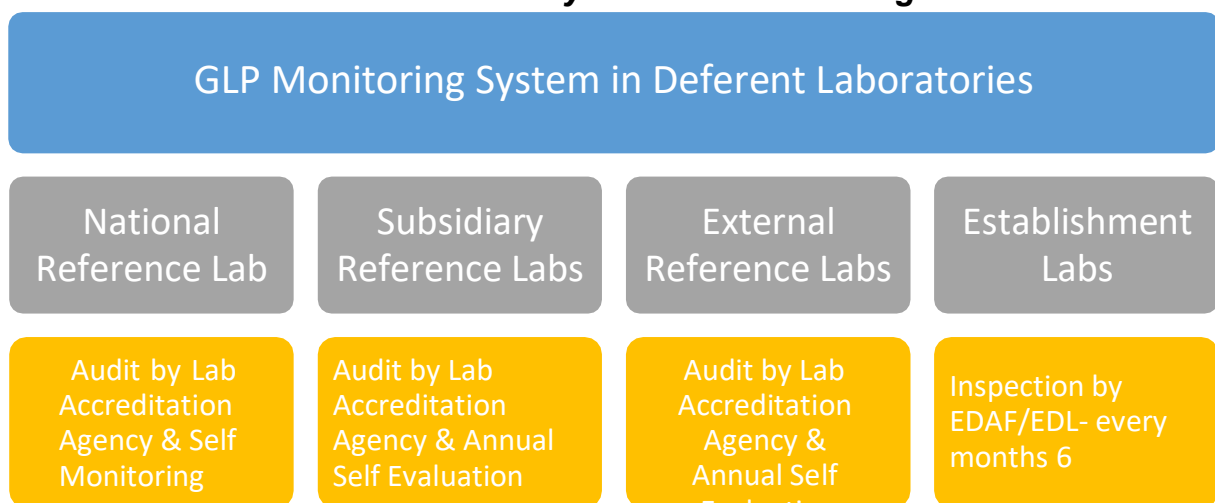 GLP Monitoring System in Deferent Laboratories
National
Reference Lab
Subsidiary
Reference Labs
External
Reference Labs
Establishment
Labs
Audit by Lab
Accreditation
Agency & Self
Monitoring
Audit by Lab
Accreditation
Agency & Annual
Self Evaluation
Audit by Lab
Accreditation
Agency &
Annual Self
Inspection by
EDAF/EDL- every
months 6